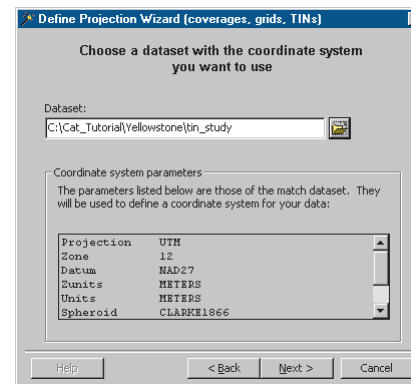 Define Projection Wizard (coverages, grids, TINs)
Choose a dataset with the coordinate system
you want to use
Dataset:
C:\Cat_Tutorial\Yellowstone\tin_study
Coordinate system parameters
The parameters listed below are those of the match dataset. They
will be used to define a coordinate system for your data:
Projection UTM
Zone 12
Datum NAD27
Zunits METERS
Units METERS
Spheroid CLARKE1866
Help
< Back
Next >
Cancel